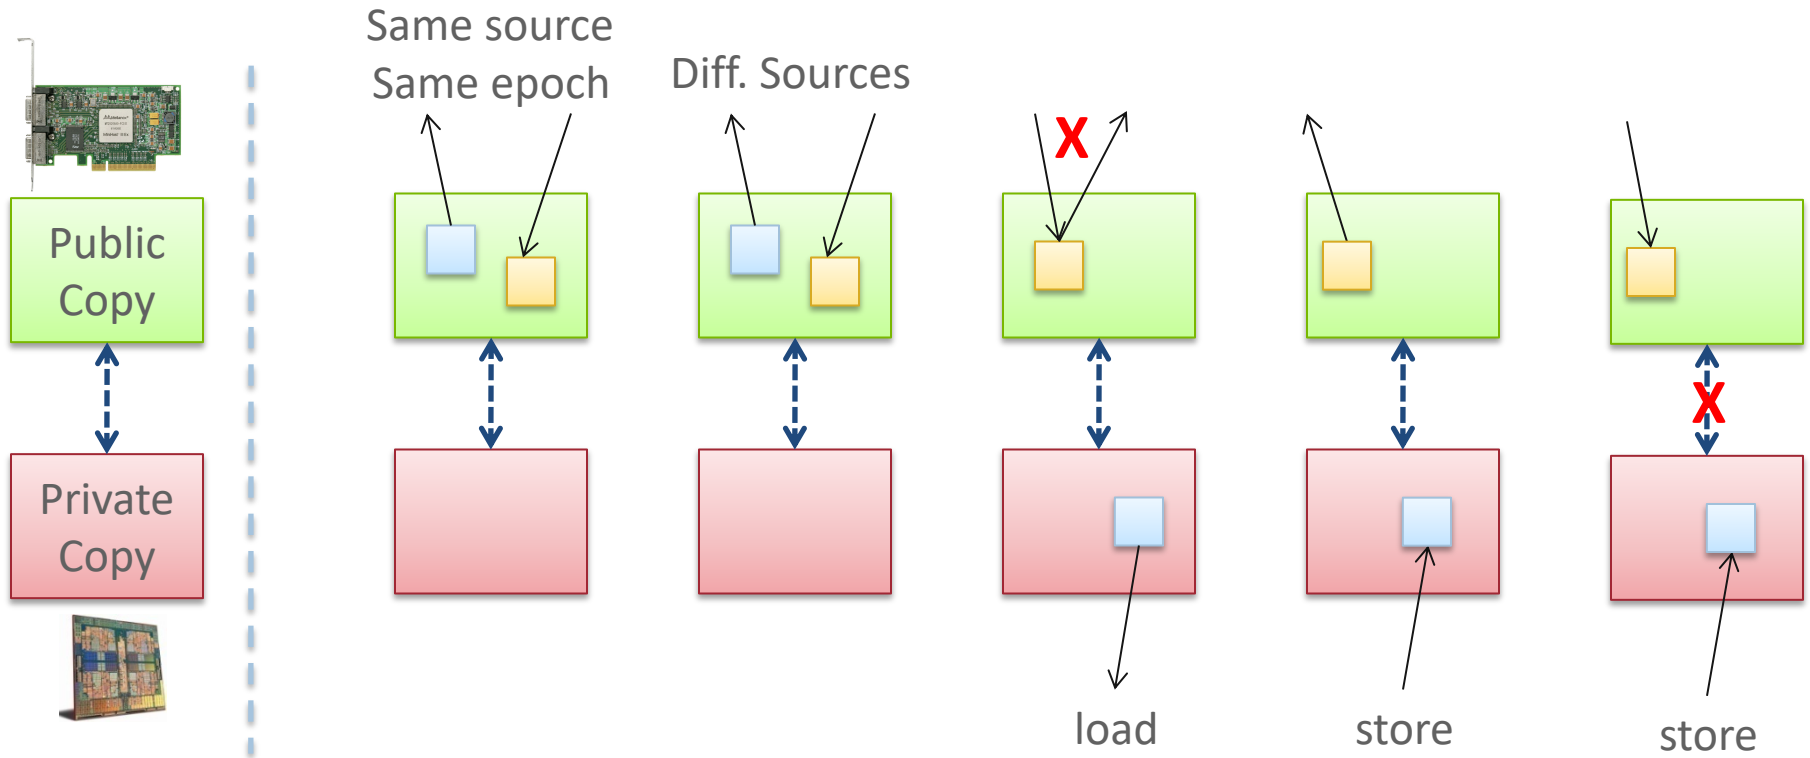 Same source
Same epoch
Diff. Sources
X
Public
Copy
X
Private
Copy
load
store
store